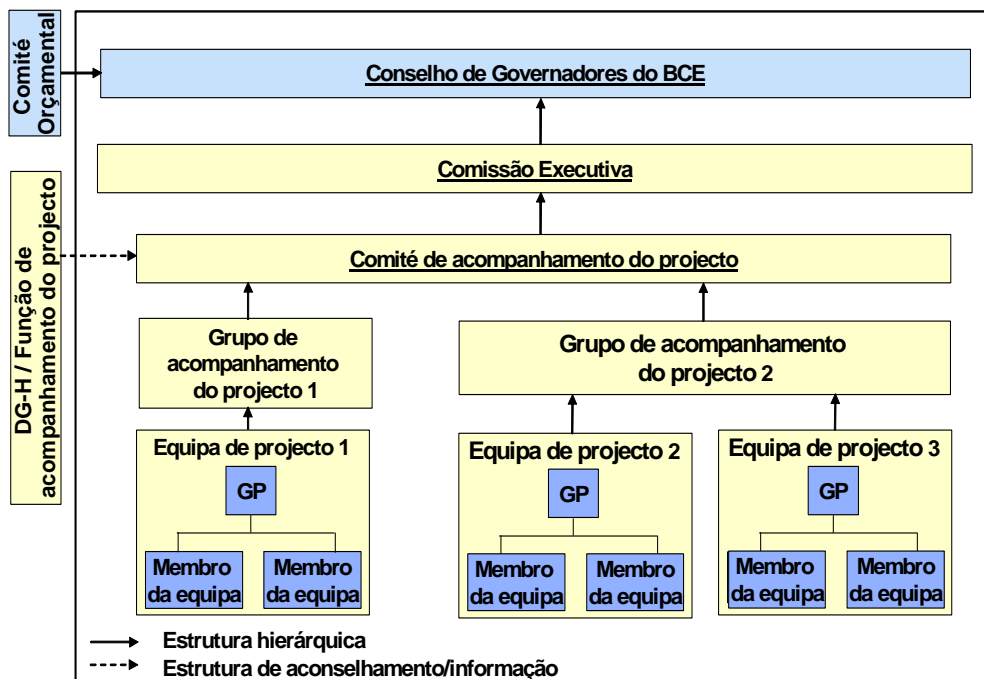 Comité
Orçamental
Conselho de Governadores do BCE
Comissão Executiva
DG-H / Função de
acompanhamento do projecto
Comité de acompanhamento do projecto
Grupo de
acompanhamento
do projecto 1
Grupo de acompanhamento
do projecto 2
Equipa de projecto 1
GP
Membro
da equipa
Membro
da equipa
Equipa de projecto 2
GP
Membro
da equipa
Membro
da equipa
Equipa de projecto 3
GP
Membro
da equipa
Membro
da equipa
Estrutura hierárquica
Estrutura de aconselhamento/informação